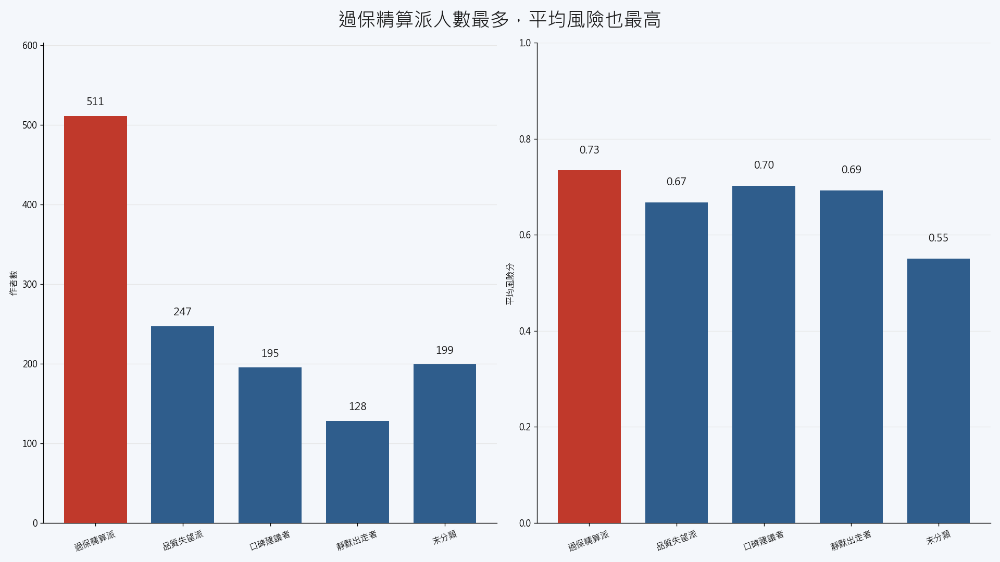 過保精算派人數最多，平均風險也最高
作者數
600
500
400
300
200
100
0
511
247
195
128
199
過保精算派
品質失望派
口碑建議者
靜默出走者
未分類
平均風險分
1.0
0.8
0.6
0.4
0.2
0.0
0.73
0.67
0.70
0.69
0.55
過保精算派
品質失望派
口碑建議者
靜默出走者
未分類